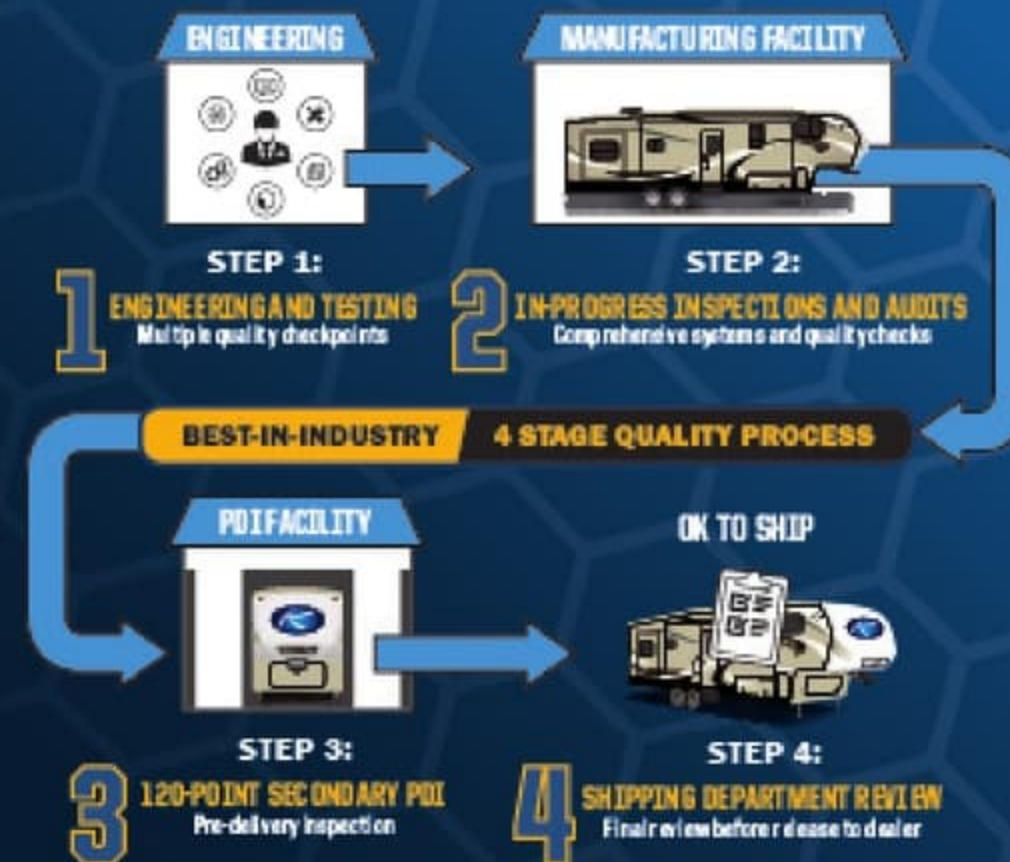 ENGINEERING
MANUFACTURING FACILITY
STEP 1:
1
ENGINEERING AND TESTING
Multiple quality checkpoints
STEP 2:
2
IN-PROGRESS INSPECTIONS AND AUDITS
Comprehensive systems and quality checks
BEST-IN-INDUSTRY 4 STAGE QUALITY PROCESS
PDI FACILITY
OK TO SHIP
STEP 3:
3
120-POINT SECONDARY PDI
Pre-delivery inspection
STEP 4:
4
SHIPPING DEPARTMENT REVIEW
Final review before release to dealer